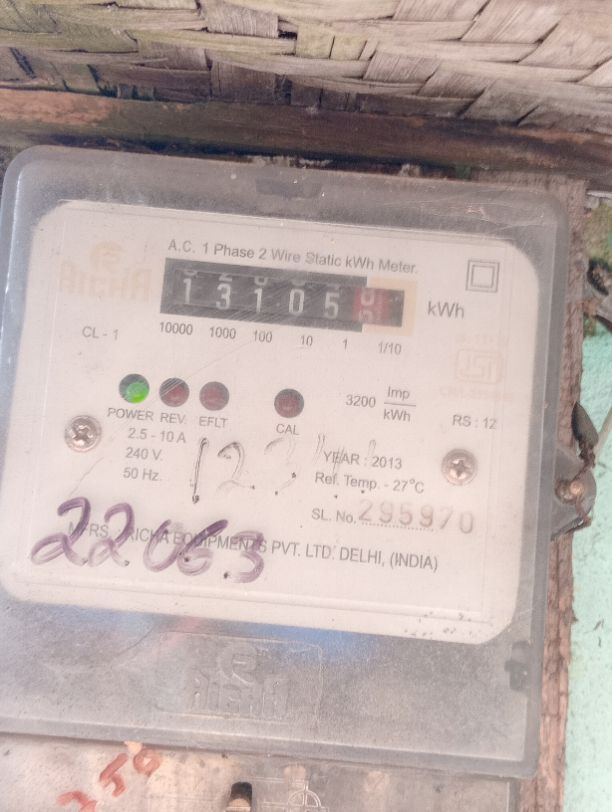 RICHA
A.C. 1 Phase 2 Wire Static kWh Meter.
1 3 1 0 5 kWh
CL - 1
10000 1000 100 10 1 1/10
POWER REV EFLT CAL
3200 Imp/kWh
RS : 12
2.5 - 10 A
240 V.
50 Hz.
YEAR : 2013
Ref. Temp. - 27°C
SL. No. 295970
MFRS. RICHA EQUIPMENTS PVT. LTD. DELHI, (INDIA)
22063
RICHA